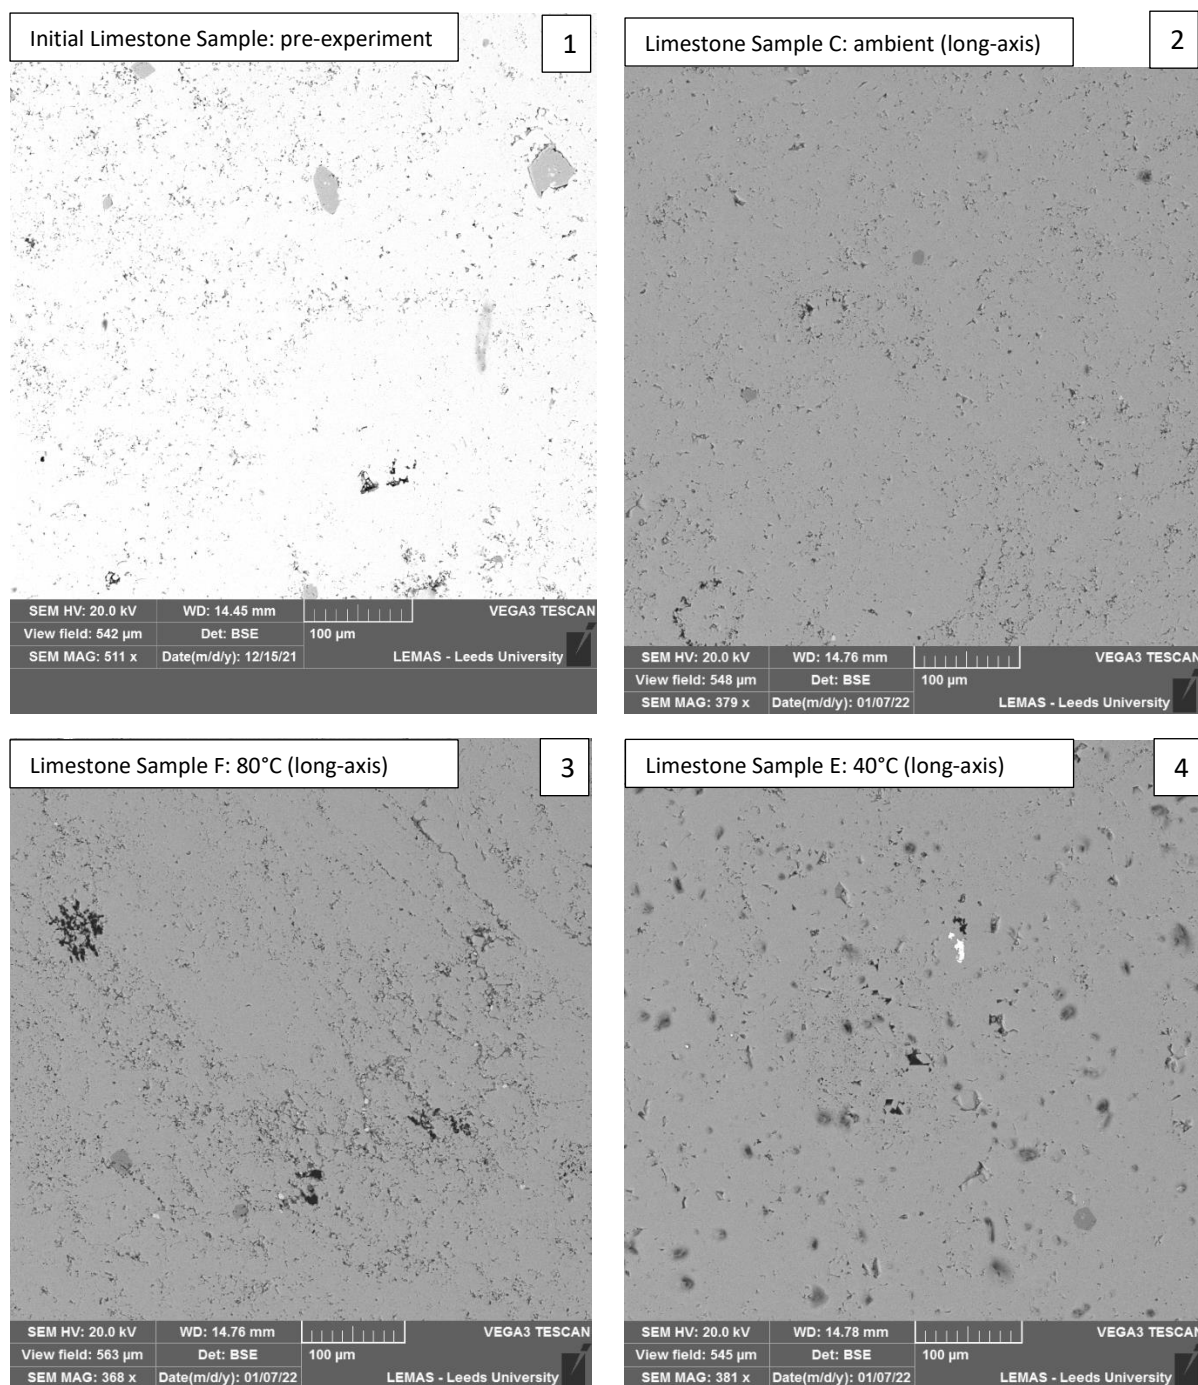 Initial Limestone Sample: pre-experiment
1
SEM HV: 20.0 kV WD: 14.45 mm VEGA3 TESCAN
View field: 542 µm Det: BSE 100 µm
SEM MAG: 511 x Date(m/d/y): 12/15/21 LEMAS - Leeds University
Limestone Sample C: ambient (long-axis)
2
SEM HV: 20.0 kV WD: 14.76 mm VEGA3 TESCAN
View field: 548 µm Det: BSE 100 µm
SEM MAG: 379 x Date(m/d/y): 01/07/22 LEMAS - Leeds University
Limestone Sample F: 80°C (long-axis)
3
SEM HV: 20.0 kV WD: 14.76 mm VEGA3 TESCAN
View field: 563 µm Det: BSE 100 µm
SEM MAG: 368 x Date(m/d/y): 01/07/22 LEMAS - Leeds University
Limestone Sample E: 40°C (long-axis)
4
SEM HV: 20.0 kV WD: 14.78 mm VEGA3 TESCAN
View field: 545 µm Det: BSE 100 µm
SEM MAG: 381 x Date(m/d/y): 01/07/22 LEMAS - Leeds University